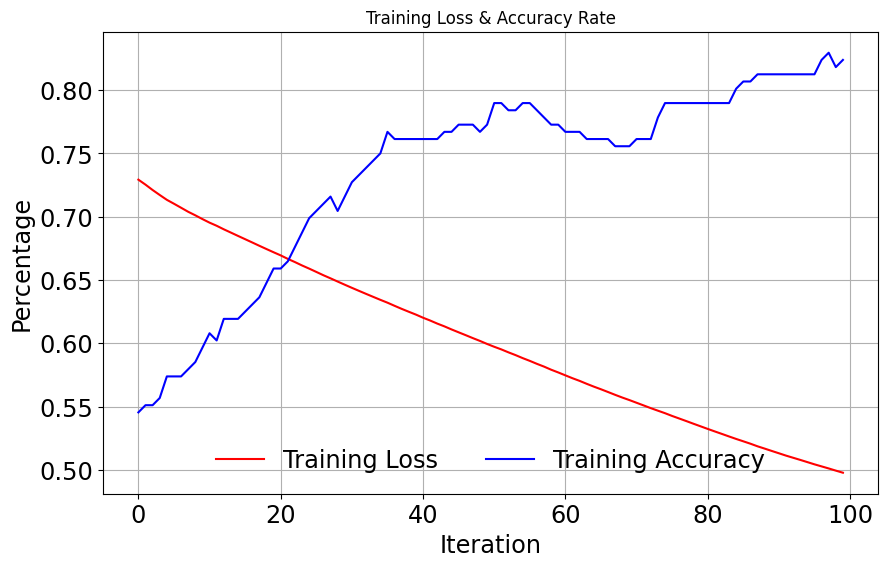 Training Loss & Accuracy Rate
Percentage
0.80
0.75
0.70
0.65
0.60
0.55
0.50
Training Loss
Training Accuracy
0 20 40 60 80 100
Iteration